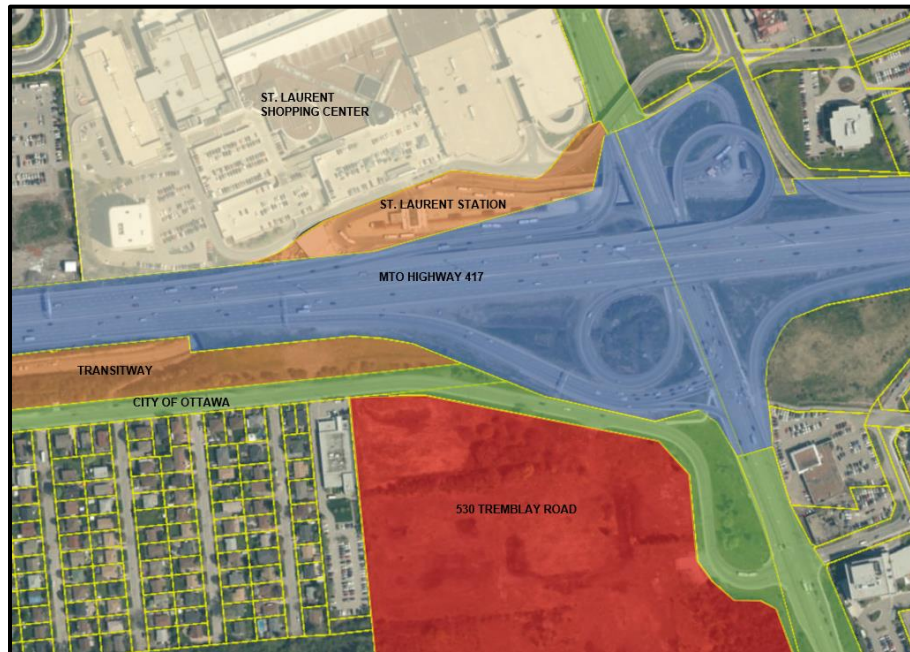 ST. LAURENT
SHOPPING CENTER
ST. LAURENT STATION
MTO HIGHWAY 417
TRANSITWAY
CITY OF OTTAWA
530 TREMBLAY ROAD